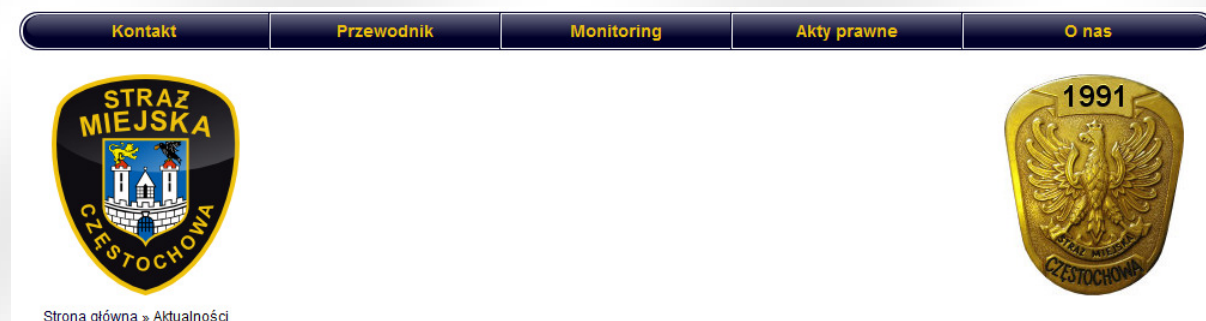 Kontakt Przewodnik Monitoring Akty prawne O nas
STRAŻ
MIEJSKA
CZĘSTOCHOWA
1991
STRAŻ MIEJSKA
CZĘSTOCHOWA
Strona główna » Aktualności